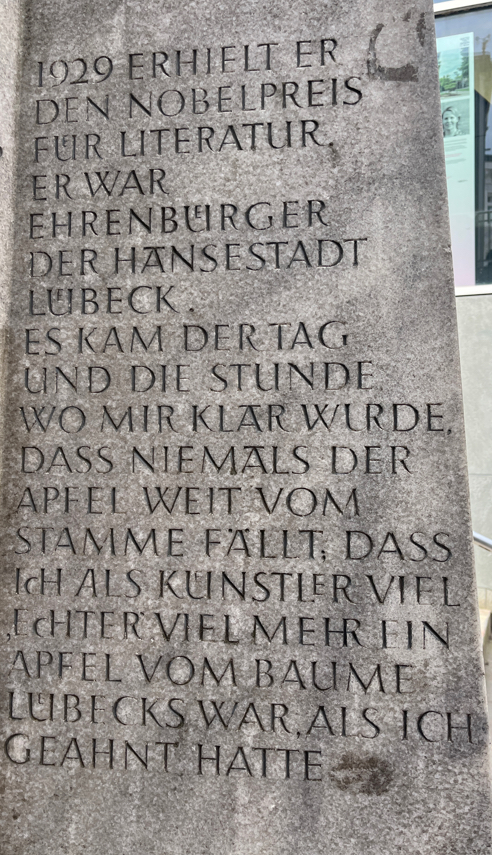 1929 ERHIELT ER
DEN NOBELPREIS
FÜR LITERATUR.
ER WAR
EHRENBÜRGER
DER HANSESTADT
LÜBECK.
ES KAM DER TAG
UND DIE STUNDE
WO MIR KLAR WURDE,
DASS NIEMALS DER
APFEL WEIT VOM
STAMME FÄLLT; DASS
ICH ALS KÜNSTLER VIEL
‚ECHTER‘ VIEL MEHR EIN
APFEL VOM BAUME
LÜBECKS WAR, ALS ICH
GEAHNT HATTE